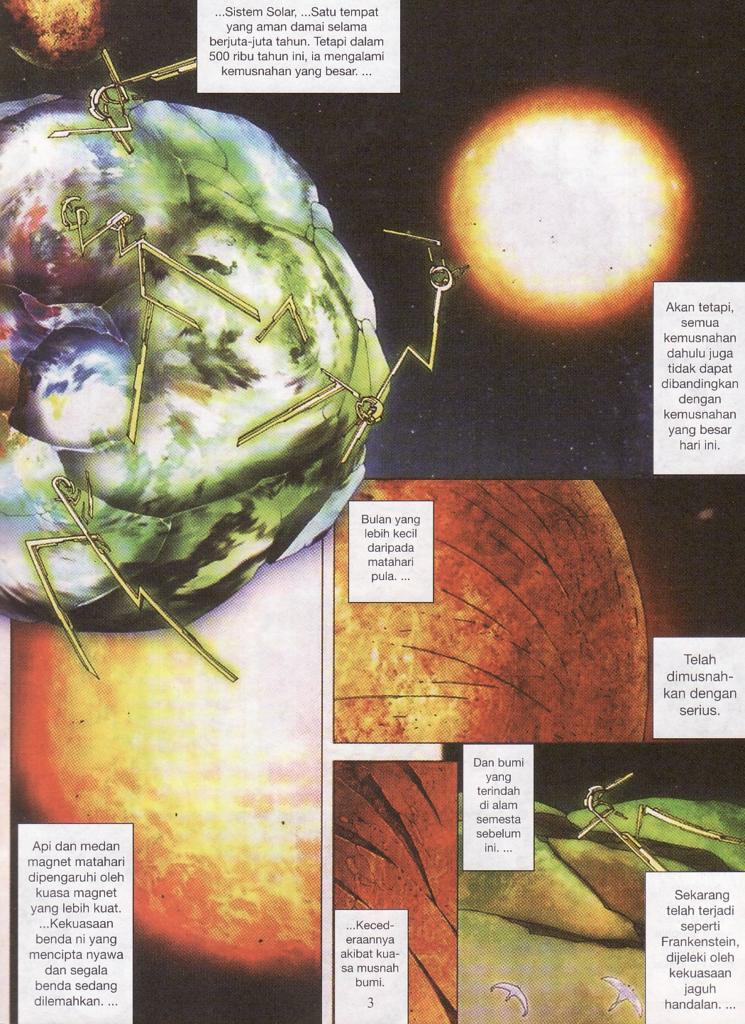 ...Sistem Solar, ...Satu tempat
yang aman damai selama
berjuta-juta tahun. Tetapi dalam
500 ribu tahun ini, ia mengalami
kemusnahan yang besar. ...
Akan tetapi,
semua
kemusnahan
dahulu juga
tidak dapat
dibandingkan
dengan
kemusnahan
yang besar
hari ini.
Bulan yang
lebih kecil
daripada
matahari
pula. ...
Telah
dimusnah-
kan dengan
serius.
Api dan medan
magnet matahari
dipengaruhi oleh
kuasa magnet
yang lebih kuat.
...Kekuasaan
benda ni yang
mencipta nyawa
dan segala
benda sedang
dilemahkan. ...
...Keced-
eraannya
akibat kua-
sa musnah
bumi.
Dan bumi
yang
terindah
di alam
semesta
sebelum
ini. ...
Sekarang
telah terjadi
seperti
Frankenstein,
dijeleki oleh
kekuasaan
jaguh
handalan. ...
3